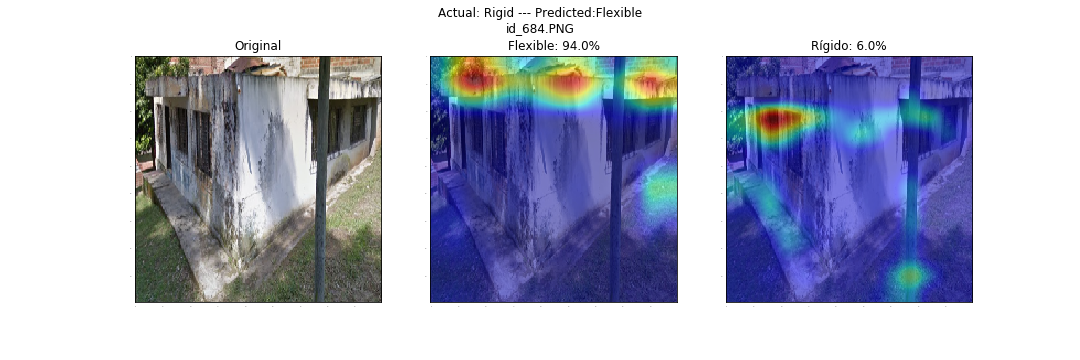 Actual: Rigid --- Predicted:Flexible
id_684.PNG
Original
Flexible: 94.0%
Rígido: 6.0%